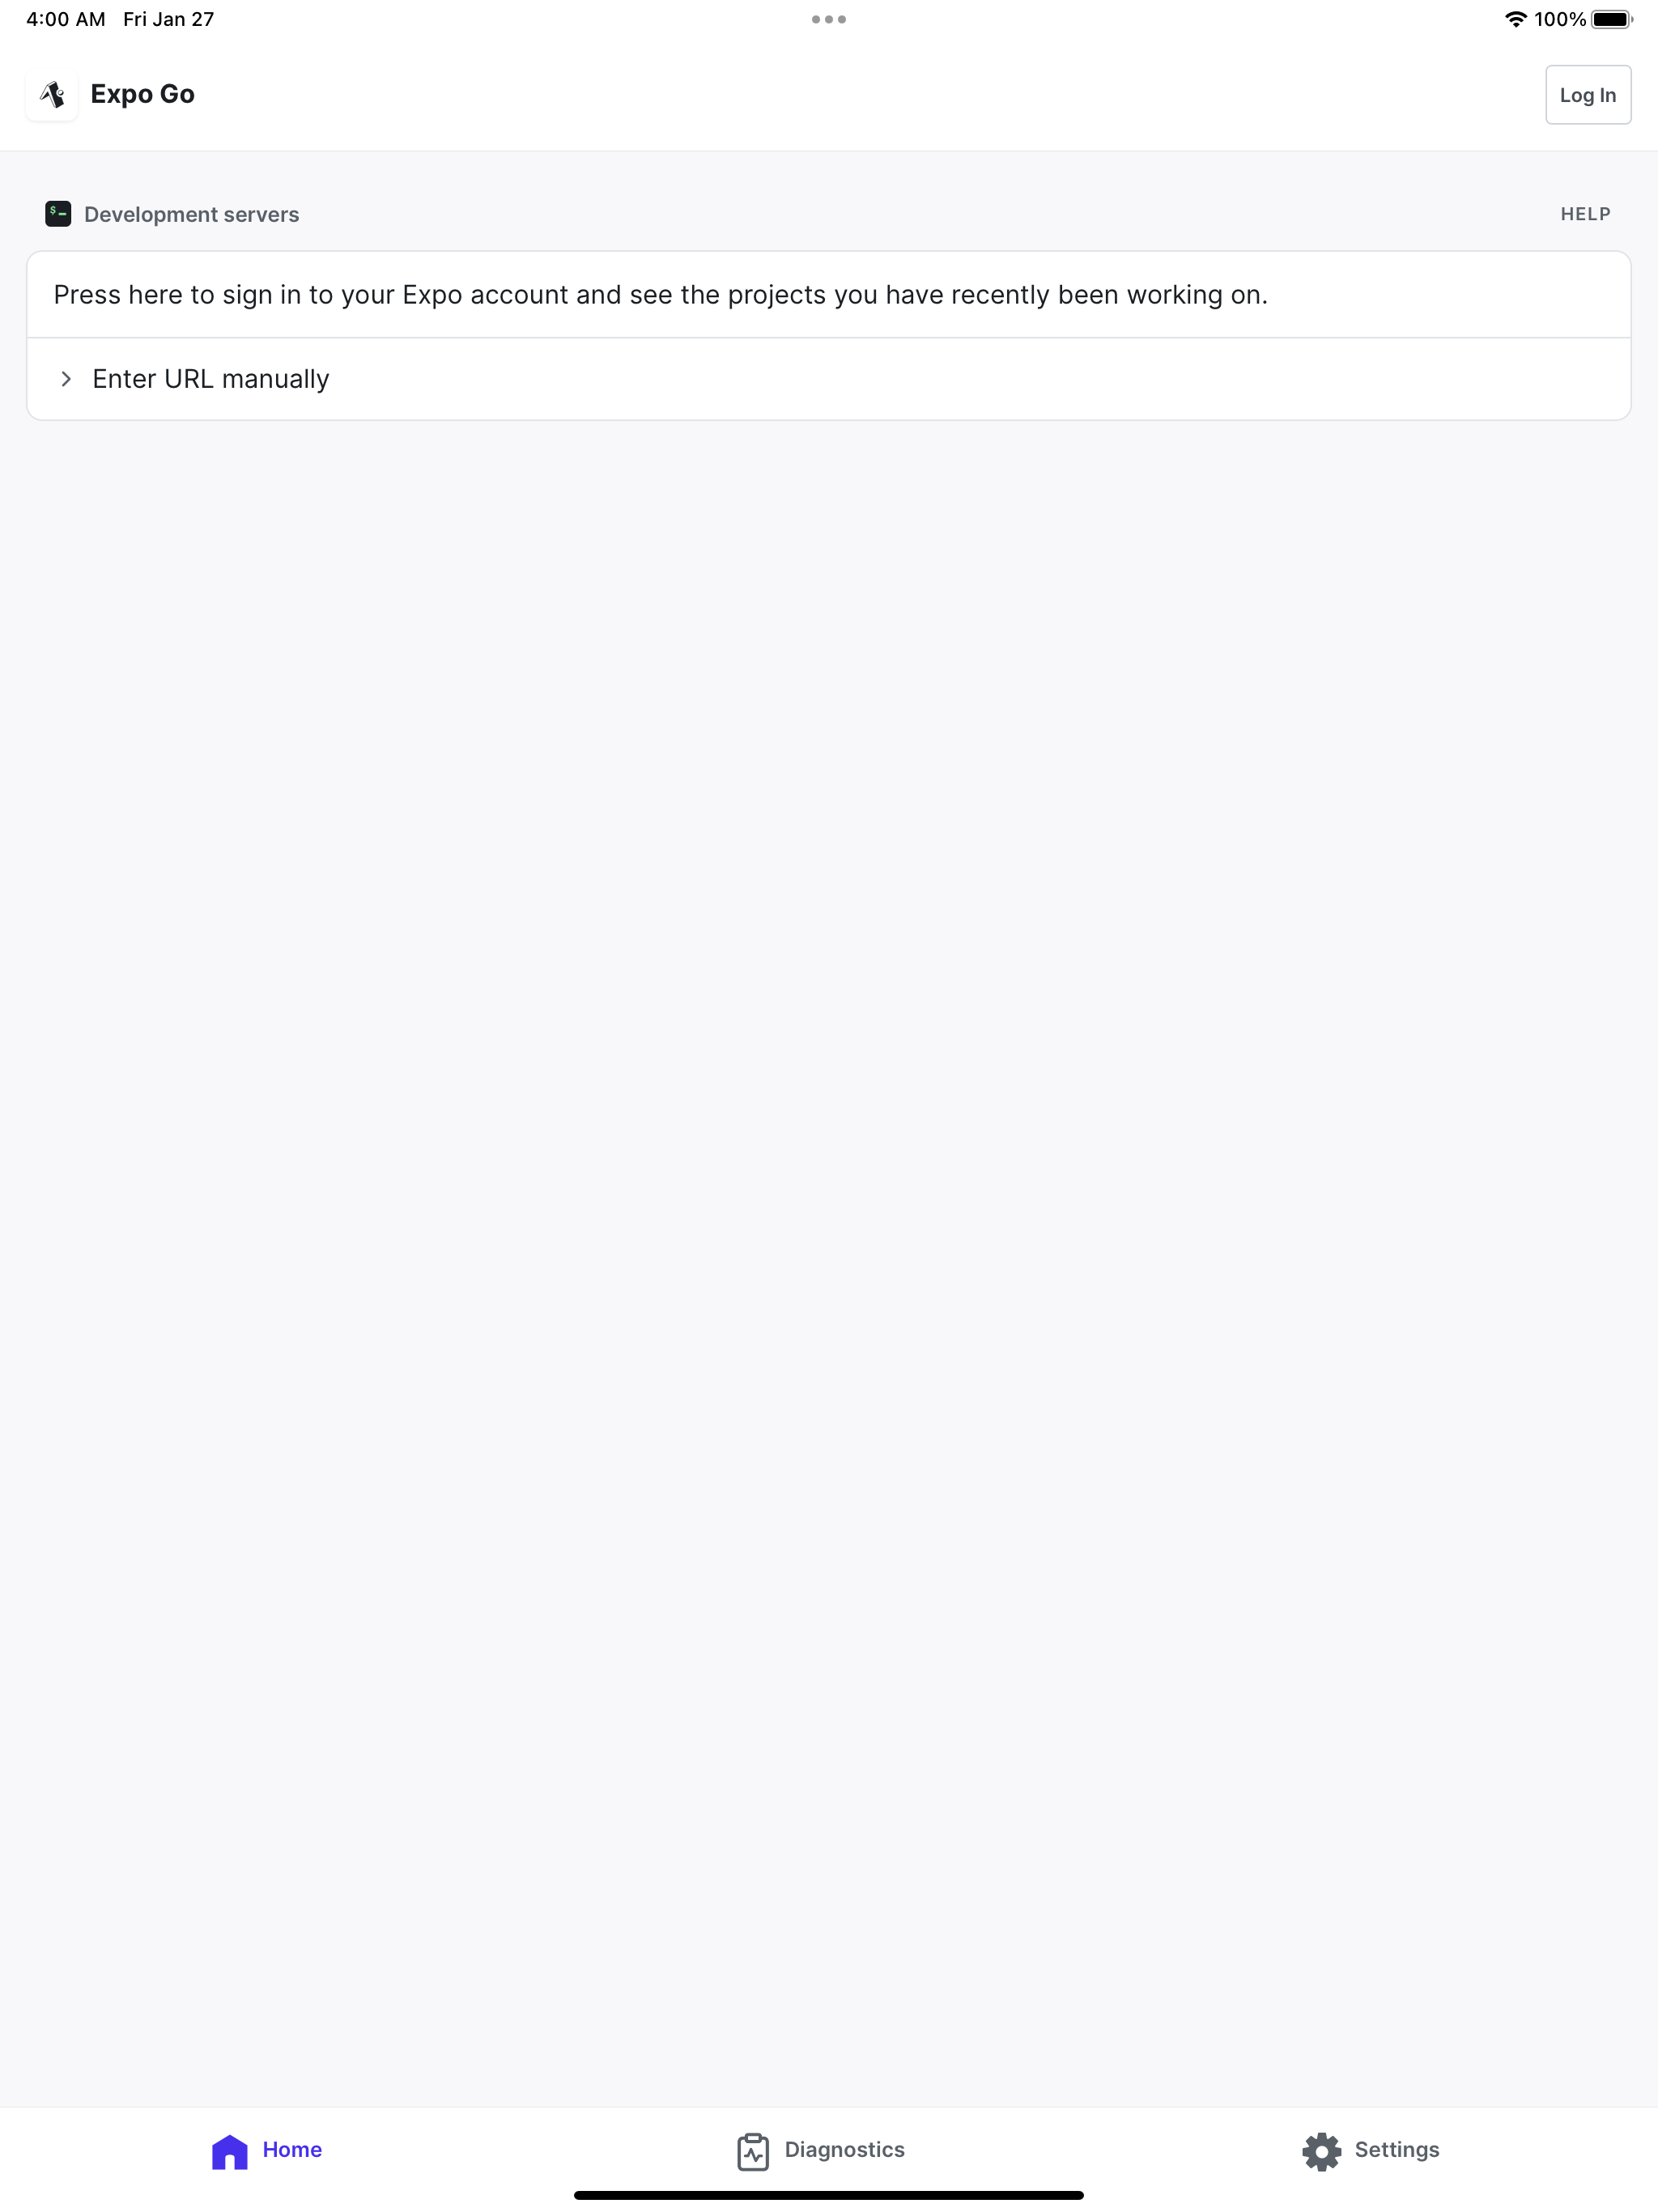 4:00 AM Fri Jan 27
100%
Expo Go
Log In
$
Development servers
HELP
Press here to sign in to your Expo account and see the projects you have recently been working on.
Enter URL manually
Home
Diagnostics
Settings